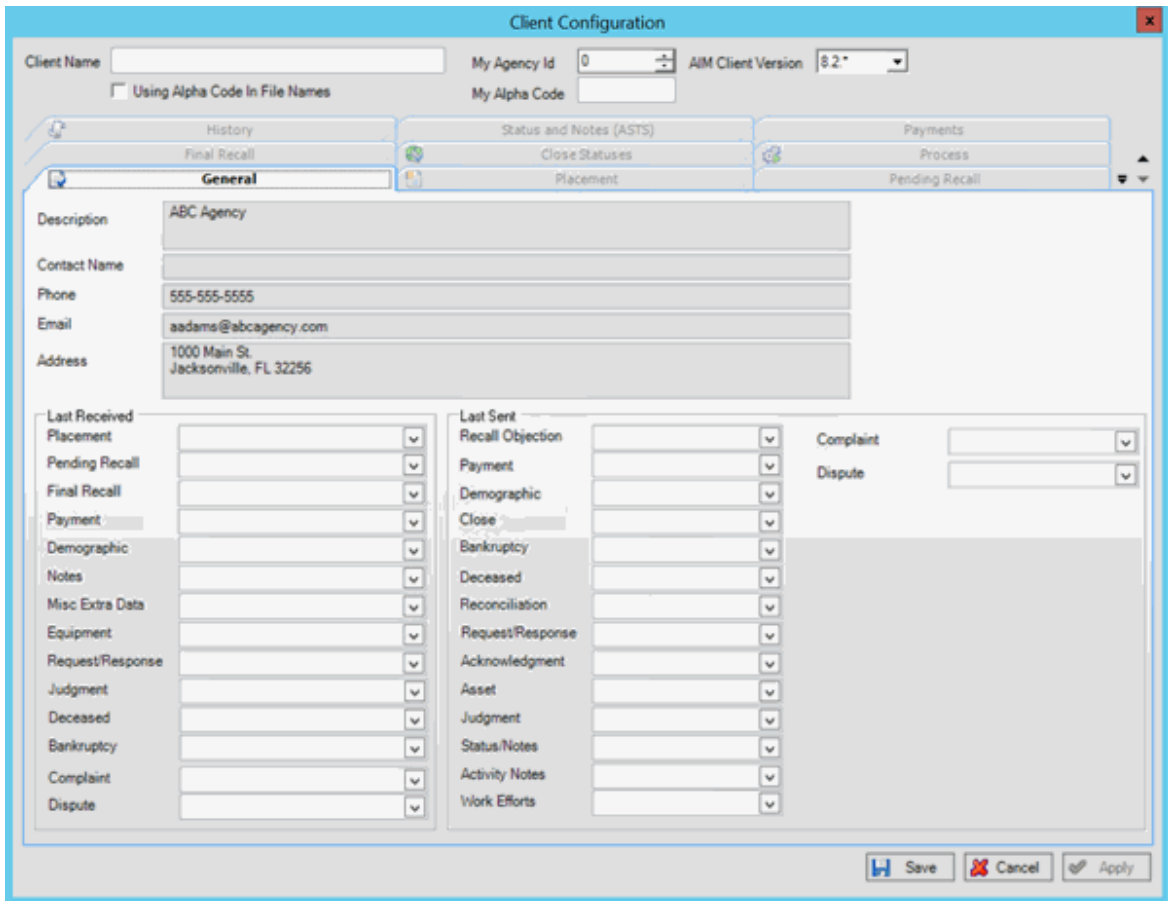 Client Configuration
Client Name
My Agency Id 0
AIM Client Version 8.2.*
Using Alpha Code In File Names
My Alpha Code
History
Status and Notes (ASTS)
Payments
Final Recall
Close Statuses
Process
General
Placement
Pending Recall
Description
ABC Agency
Contact Name
Phone
555-555-5555
Email
aadams@abcagency.com
Address
1000 Main St.
Jacksonville, FL 32256
Last Received
Placement
Pending Recall
Final Recall
Payment
Demographic
Notes
Misc Extra Data
Equipment
Request/Response
Judgment
Deceased
Bankruptcy
Complaint
Dispute
Last Sent
Recall Objection
Payment
Demographic
Close
Bankruptcy
Deceased
Reconciliation
Request/Response
Acknowledgment
Asset
Judgment
Status/Notes
Activity Notes
Work Efforts
Complaint
Dispute
Save
Cancel
Apply